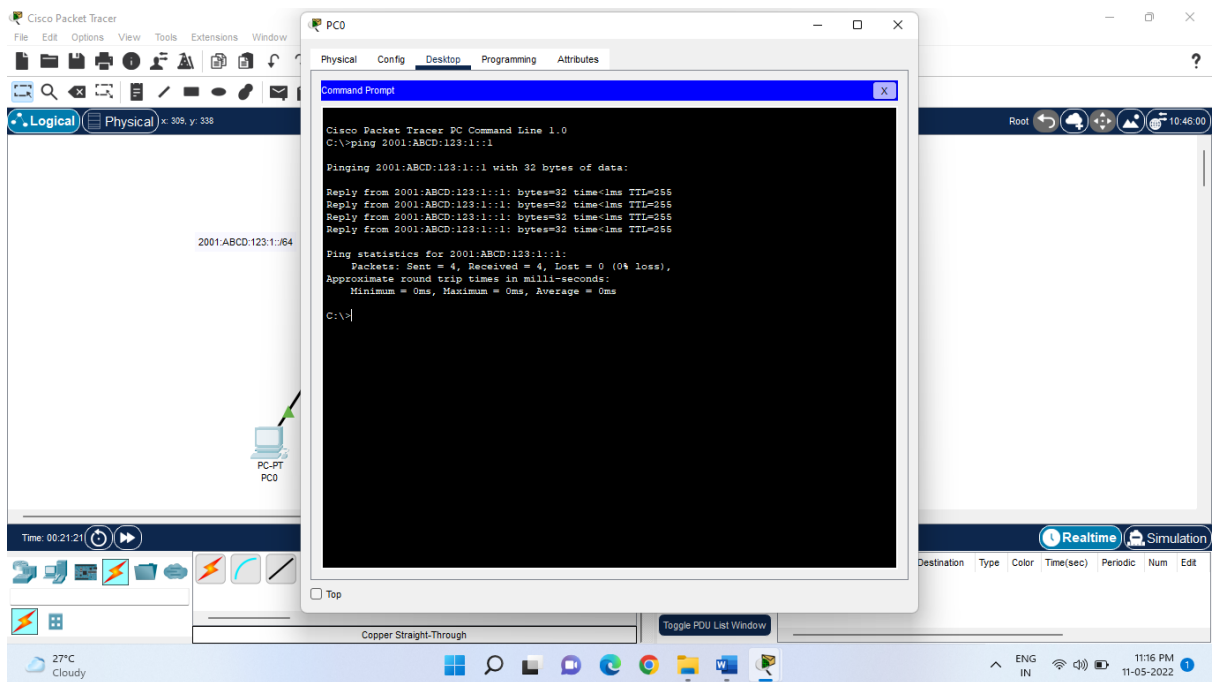 Cisco Packet Tracer
File Edit Options View Tools Extensions Window
PC0
Physical Config Desktop Programming Attributes
?
Command Prompt
X
Logical
Physical x: 309, y: 338
Root
10:46:00
Cisco Packet Tracer PC Command Line 1.0
C:\>ping 2001:ABCD:123:1::1
Pinging 2001:ABCD:123:1::1 with 32 bytes of data:
Reply from 2001:ABCD:123:1::1: bytes=32 time<1ms TTL=255
Reply from 2001:ABCD:123:1::1: bytes=32 time<1ms TTL=255
Reply from 2001:ABCD:123:1::1: bytes=32 time<1ms TTL=255
Reply from 2001:ABCD:123:1::1: bytes=32 time<1ms TTL=255
Ping statistics for 2001:ABCD:123:1::1:
Packets: Sent = 4, Received = 4, Lost = 0 (0% loss),
Approximate round trip times in milli-seconds:
Minimum = 0ms, Maximum = 0ms, Average = 0ms
C:\>
2001:ABCD:123:1::/64
PC-PT
PC0
Time: 00:21:21
Realtime
Simulation
Destination Type Color Time(sec) Periodic Num Edit
Top
Toggle PDU List Window
Copper Straight-Through
27°C
Cloudy
ENG
IN
11:16 PM
11-05-2022
1